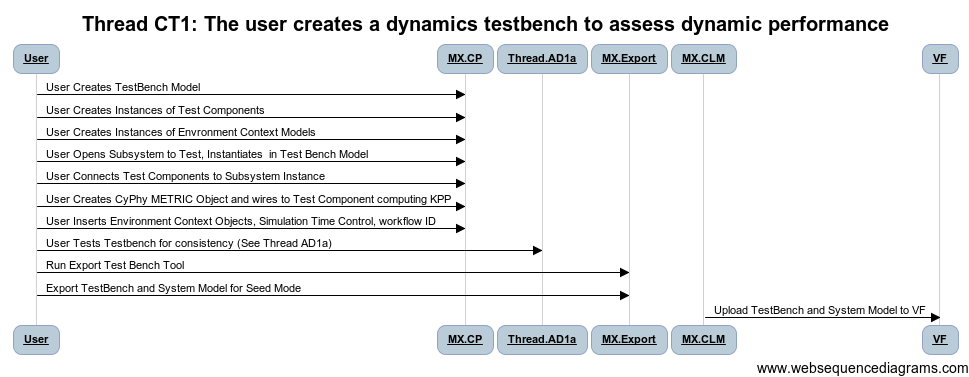 Thread CT1: The user creates a dynamics testbench to assess dynamic performance
User MX.CP Thread.AD1a MX.Export MX.CLM VF
User Creates TestBench Model
User Creates Instances of Test Components
User Creates Instances of Envronment Context Models
User Opens Subsystem to Test, Instantiates  in Test Bench Model
User Connects Test Components to Subsystem Instance
User Creates CyPhy METRIC Object and wires to Test Component computing KPP
User Inserts Environment Context Objects, Simulation Time Control, workflow ID
User Tests Testbench for consistency (See Thread AD1a)
Run Export Test Bench Tool
Export TestBench and System Model for Seed Mode
Upload TestBench and System Model to VF
User MX.CP Thread.AD1a MX.Export MX.CLM VF
www.websequencediagrams.com